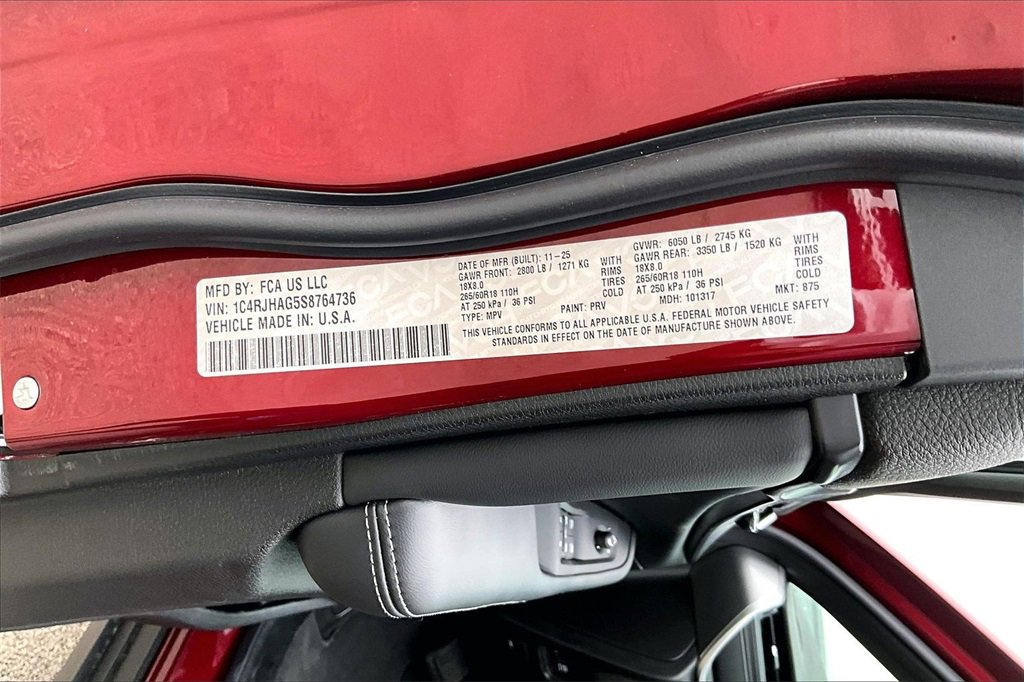 MFD BY: FCA US LLC
VIN: 1C4RJHAG5S8764736
VEHICLE MADE IN: U.S.A.
DATE OF MFR (BUILT): 11-25
GAWR FRONT: 2800 LB / 1271 KG WITH
18X8.0 RIMS
265/60R18 110H TIRES
AT 250 kPa / 36 PSI COLD
TYPE: MPV PAINT: PRV
GVWR: 6050 LB / 2745 KG
GAWR REAR: 3350 LB / 1520 KG WITH
18X8.0 RIMS
265/60R18 110H TIRES
AT 250 kPa / 36 PSI COLD
MDH: 101317 MKT: 875
THIS VEHICLE CONFORMS TO ALL APPLICABLE U.S.A. FEDERAL MOTOR VEHICLE SAFETY
STANDARDS IN EFFECT ON THE DATE OF MANUFACTURE SHOWN ABOVE.